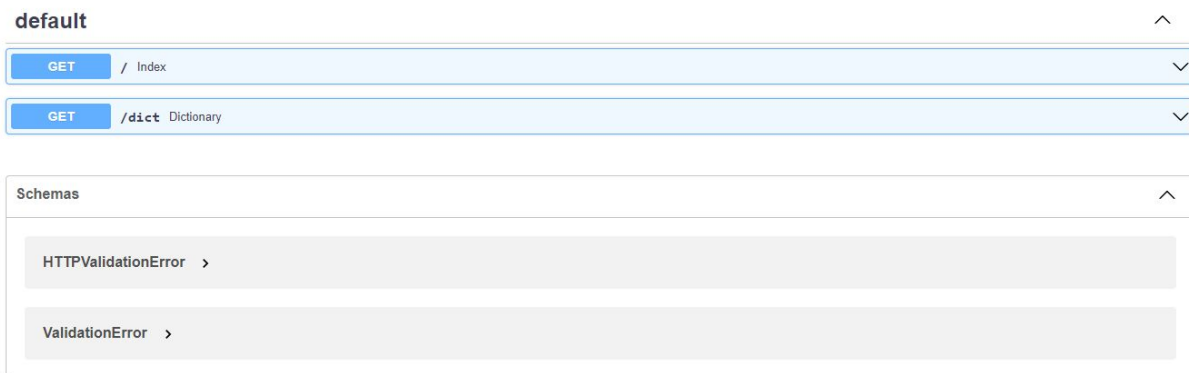 default
GET / Index
GET /dict Dictionary
Schemas
HTTPValidationError
ValidationError